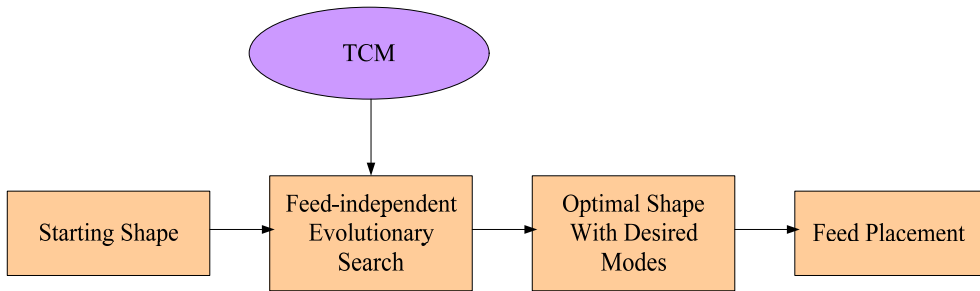 TCM
Starting Shape
Feed-independent
Evolutionary
Search
Optimal Shape
With Desired
Modes
Feed Placement